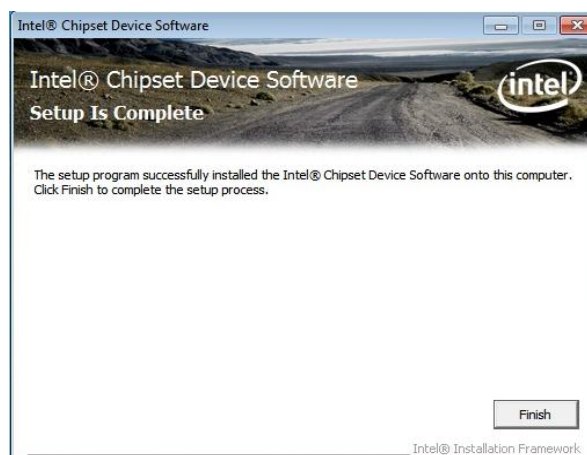 Intel® Chipset Device Software
Intel® Chipset Device Software
intel
Setup Is Complete
The setup program successfully installed the Intel® Chipset Device Software onto this computer.
Click Finish to complete the setup process.
Finish
Intel® Installation Framework